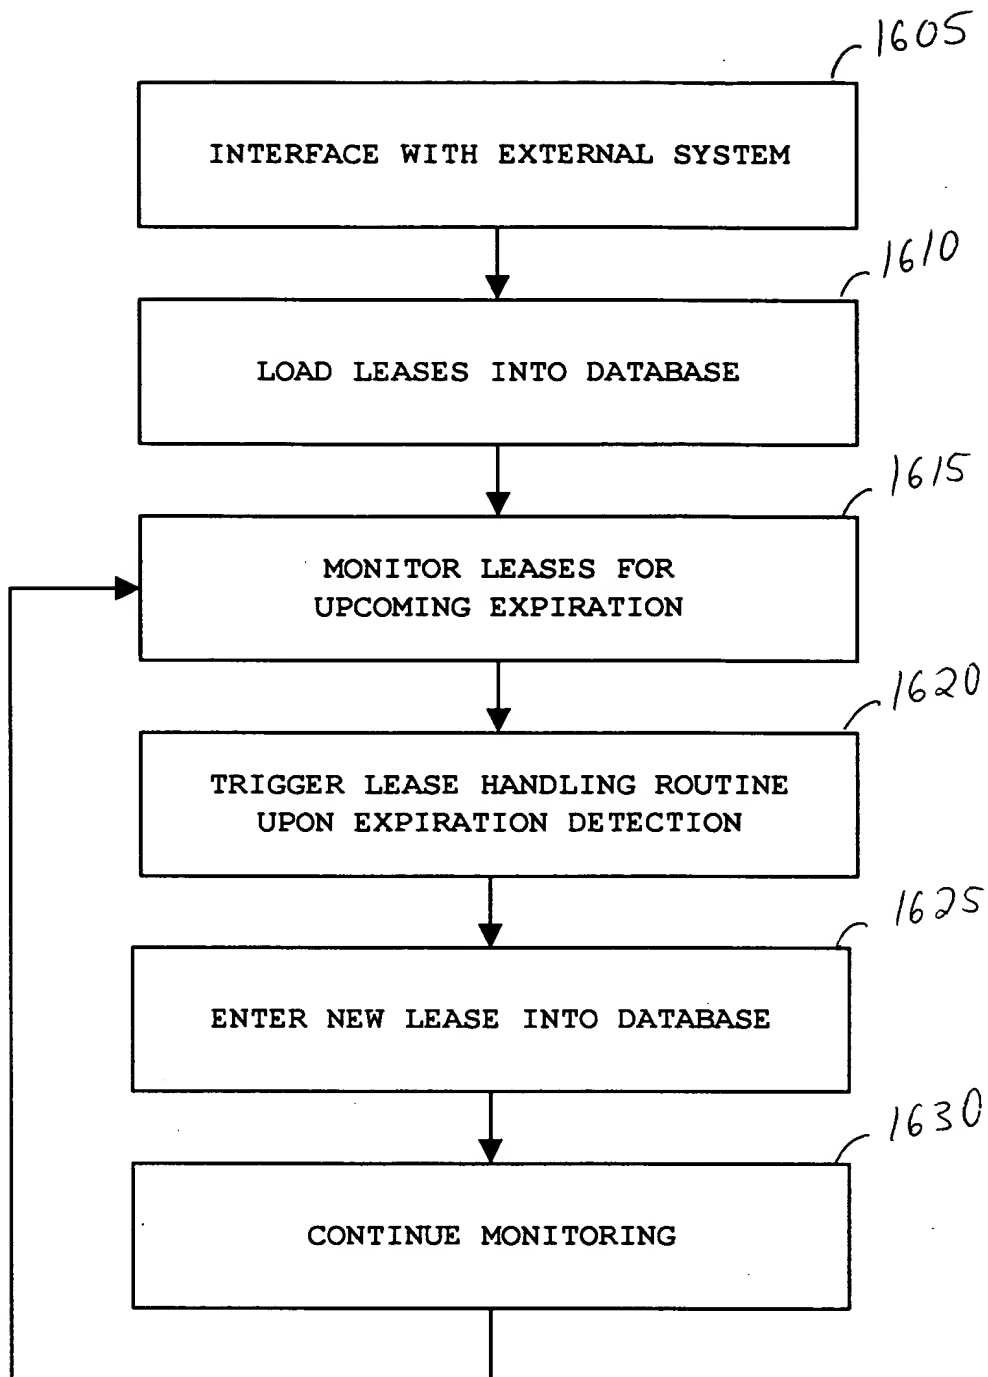 1605
INTERFACE WITH EXTERNAL SYSTEM
1610
LOAD LEASES INTO DATABASE
1615
MONITOR LEASES FOR
UPCOMING EXPIRATION
1620
TRIGGER LEASE HANDLING ROUTINE
UPON EXPIRATION DETECTION
1625
ENTER NEW LEASE INTO DATABASE
1630
CONTINUE MONITORING